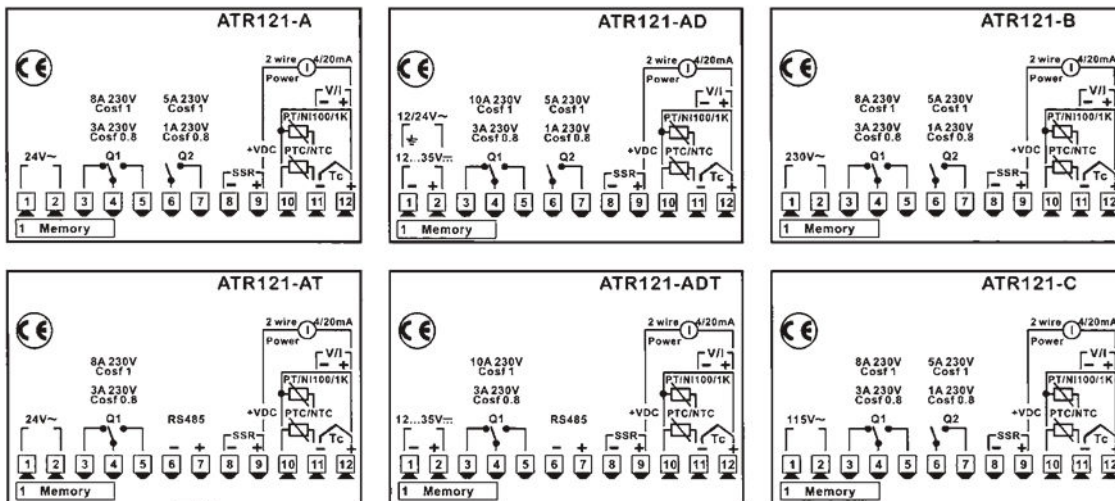 ATR121-A
CE
2 wire I 4/20mA
Power
V/I
− +
8A 230V 5A 230V
Cosf 1 Cosf 1
PT/NI100/1K
3A 230V 1A 230V
Cosf 0.8 Cosf 0.8
+VDC PTC/NTC
24V~ Q1 Q2
SSR
− + − Tc +
1 2 3 4 5 6 7 8 9 10 11 12
1 Memory
ATR121-AD
CE
2 wire I 4/20mA
Power
V/I
− +
10A 230V 5A 230V
Cosf 1 Cosf 1
12/24V~ PT/NI100/1K
3A 230V 1A 230V
Cosf 0.8 Cosf 0.8
+VDC PTC/NTC
12...35V⎓ Q1 Q2
SSR
− + − + − Tc +
1 2 3 4 5 6 7 8 9 10 11 12
1 Memory
ATR121-B
CE
2 wire I 4/20mA
Power
V/I
− +
8A 230V 5A 230V
Cosf 1 Cosf 1
PT/NI100/1K
3A 230V 1A 230V
Cosf 0.8 Cosf 0.8
+VDC PTC/NTC
230V~ Q1 Q2
SSR
− + − Tc +
1 2 3 4 5 6 7 8 9 10 11 12
1 Memory
ATR121-AT
CE
2 wire I 4/20mA
Power
V/I
− +
8A 230V
Cosf 1
PT/NI100/1K
3A 230V
Cosf 0.8
+VDC PTC/NTC
24V~ Q1 RS485
SSR
− + − + − Tc +
1 2 3 4 5 6 7 8 9 10 11 12
1 Memory
ATR121-ADT
CE
2 wire I 4/20mA
Power
V/I
− +
10A 230V
Cosf 1
PT/NI100/1K
3A 230V
Cosf 0.8
+VDC PTC/NTC
12...35V⎓ Q1 RS485
SSR
− + − + − + − Tc +
1 2 3 4 5 6 7 8 9 10 11 12
1 Memory
ATR121-C
CE
2 wire I 4/20mA
Power
V/I
− +
8A 230V 5A 230V
Cosf 1 Cosf 1
PT/NI100/1K
3A 230V 1A 230V
Cosf 0.8 Cosf 0.8
+VDC PTC/NTC
115V~ Q1 Q2
SSR
− + − Tc +
1 2 3 4 5 6 7 8 9 10 11 12
1 Memory